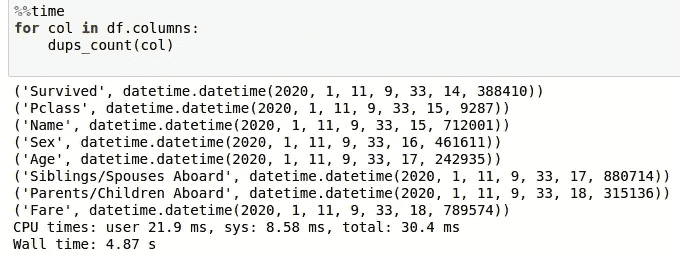 %%time
for col in df.columns:
    dups_count(col)
('Survived', datetime.datetime(2020, 1, 11, 9, 33, 14, 388410))
('Pclass', datetime.datetime(2020, 1, 11, 9, 33, 15, 9287))
('Name', datetime.datetime(2020, 1, 11, 9, 33, 15, 712001))
('Sex', datetime.datetime(2020, 1, 11, 9, 33, 16, 461611))
('Age', datetime.datetime(2020, 1, 11, 9, 33, 17, 242935))
('Siblings/Spouses Aboard', datetime.datetime(2020, 1, 11, 9, 33, 17, 880714))
('Parents/Children Aboard', datetime.datetime(2020, 1, 11, 9, 33, 18, 315136))
('Fare', datetime.datetime(2020, 1, 11, 9, 33, 18, 789574))
CPU times: user 21.9 ms, sys: 8.58 ms, total: 30.4 ms
Wall time: 4.87 s